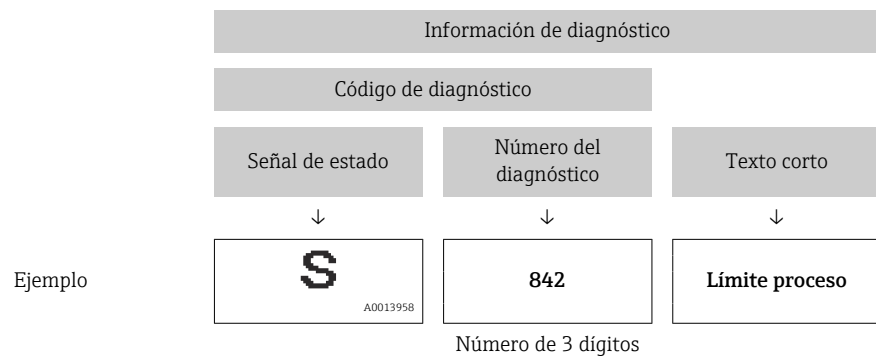 Información de diagnóstico
Código de diagnóstico
Señal de estado
Número del
diagnóstico
Texto corto
↓ ↓ ↓
Ejemplo
S
A0013958
842
Límite proceso
Número de 3 dígitos